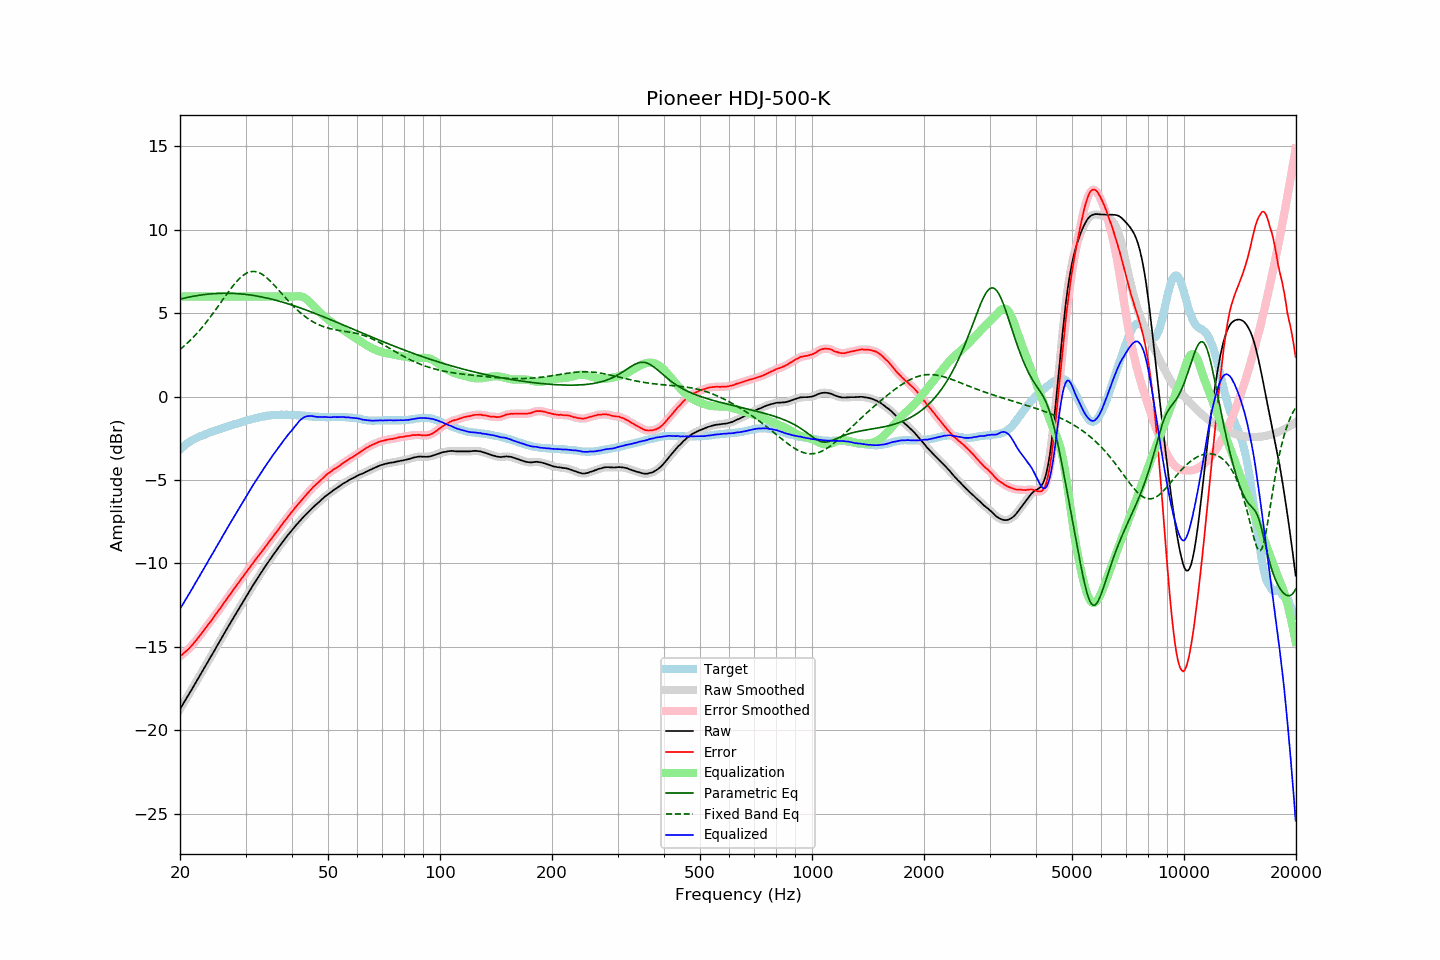 Pioneer HDJ-500-K
Amplitude (dBr)
15
10
5
0
−5
−10
−15
−20
−25
Target
Raw Smoothed
Error Smoothed
Raw
Error
Equalization
Parametric Eq
Fixed Band Eq
Equalized
20 50 100 200 500 1000 2000 5000 10000 20000
Frequency (Hz)